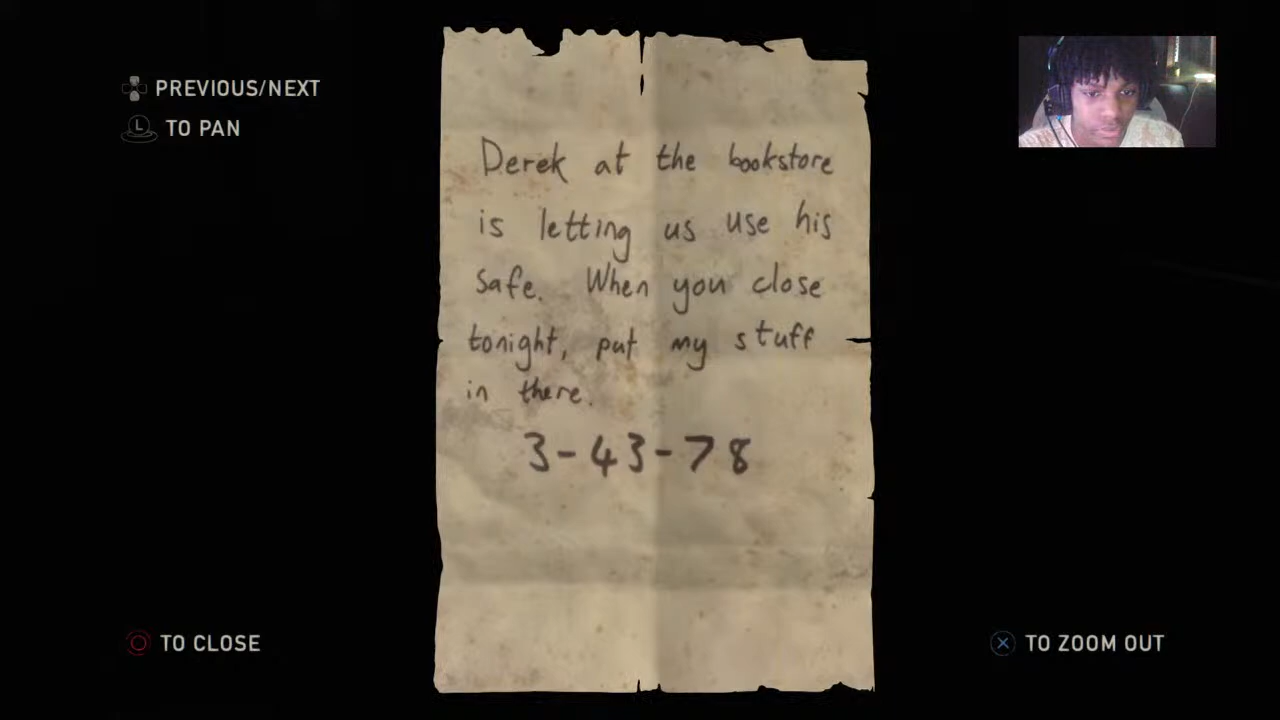 PREVIOUS/NEXT
L TO PAN
Derek at the bookstore
is letting us use his
safe. When you close
tonight, put my stuff
in there.
3-43-78
TO CLOSE
TO ZOOM OUT